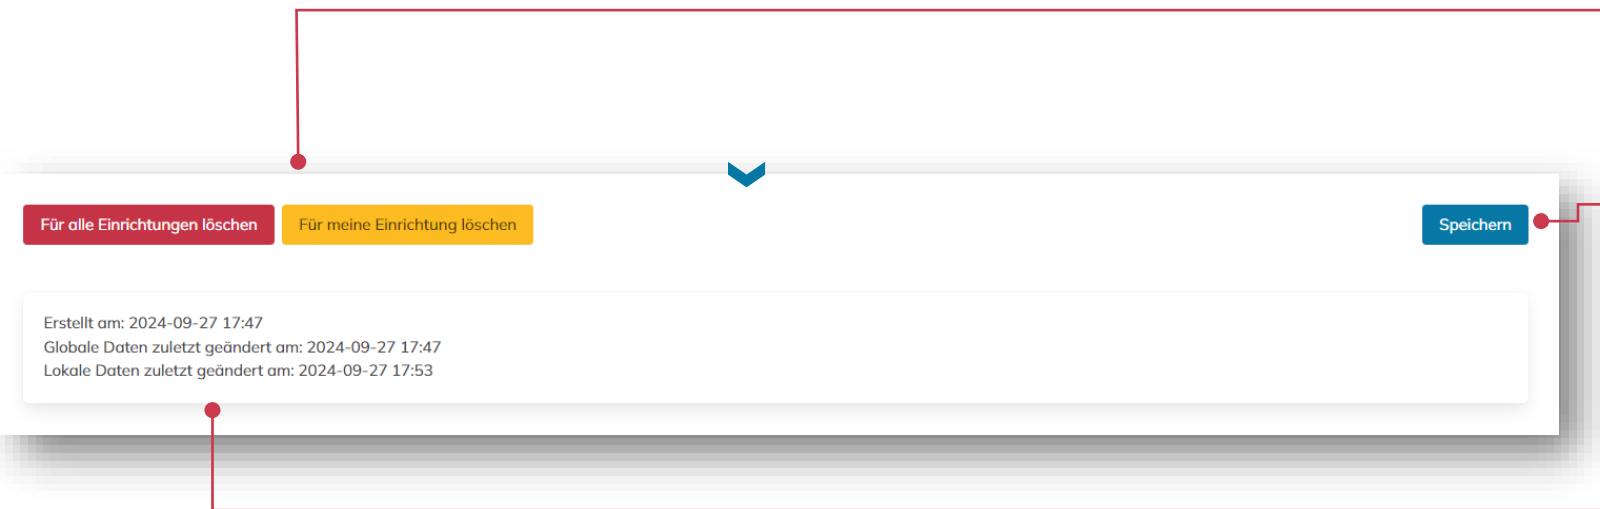 Für alle Einrichtungen löschen
Für meine Einrichtung löschen
Speichern
Erstellt am: 2024-09-27 17:47
Globale Daten zuletzt geändert am: 2024-09-27 17:47
Lokale Daten zuletzt geändert am: 2024-09-27 17:53